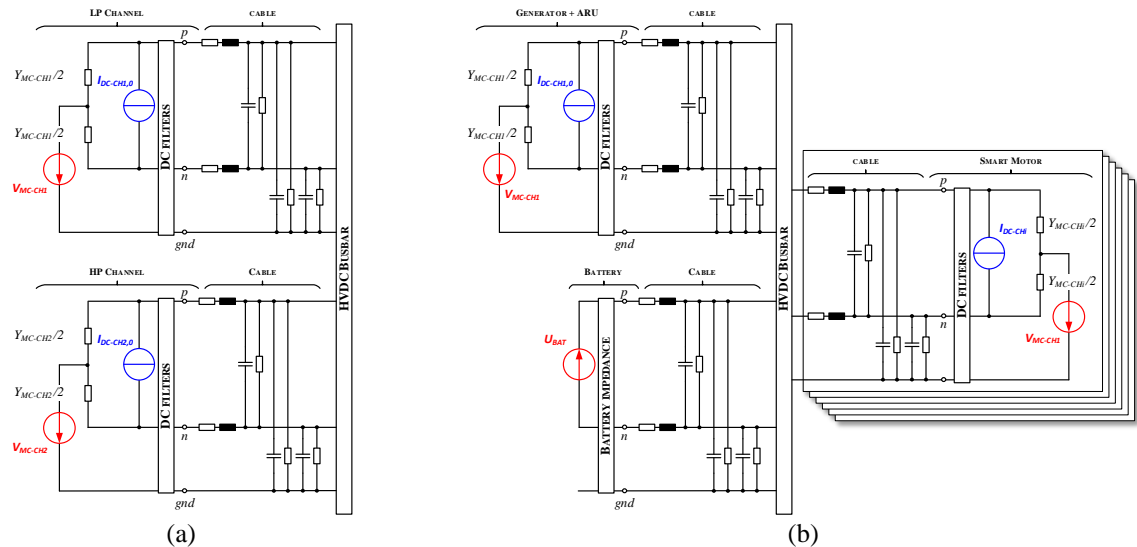 LP CHANNEL
CABLE
p
Y_MC-CH1/2
I_DC-CH1,0
Y_MC-CH1/2
DC FILTERS
V_MC-CH1
n
gnd
HP CHANNEL
CABLE
p
Y_MC-CH2/2
I_DC-CH2,0
Y_MC-CH2/2
DC FILTERS
V_MC-CH2
n
gnd
HVDC BUSBAR
(a)
GENERATOR + ARU
CABLE
p
Y_MC-CH1/2
I_DC-CH1,0
Y_MC-CH1/2
DC FILTERS
V_MC-CH1
n
gnd
BATTERY
CABLE
p
U_BAT
BATTERY IMPEDANCE
n
gnd
HVDC BUSBAR
CABLE
SMART MOTOR
p
Y_MC-CHi/2
I_DC-CHi
Y_MC-CHi/2
DC FILTERS
n
V_MC-CH1
(b)